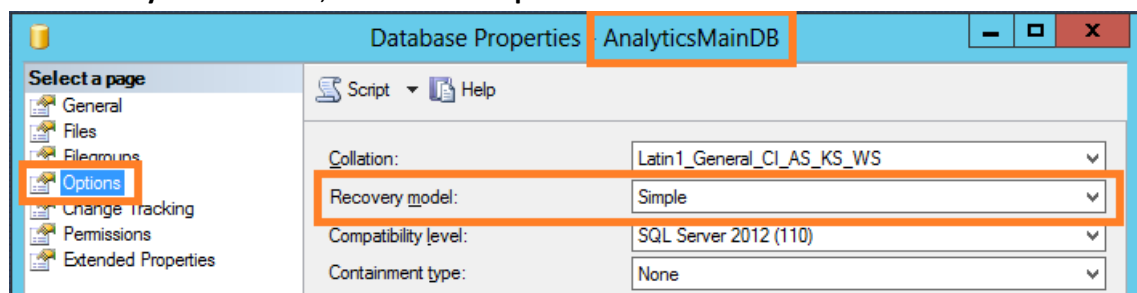 Database Properties - AnalyticsMainDB
Select a page
General
Files
Filegroups
Options
Change Tracking
Permissions
Extended Properties
Script
Help
Collation: Latin1_General_CI_AS_KS_WS
Recovery model: Simple
Compatibility level: SQL Server 2012 (110)
Containment type: None